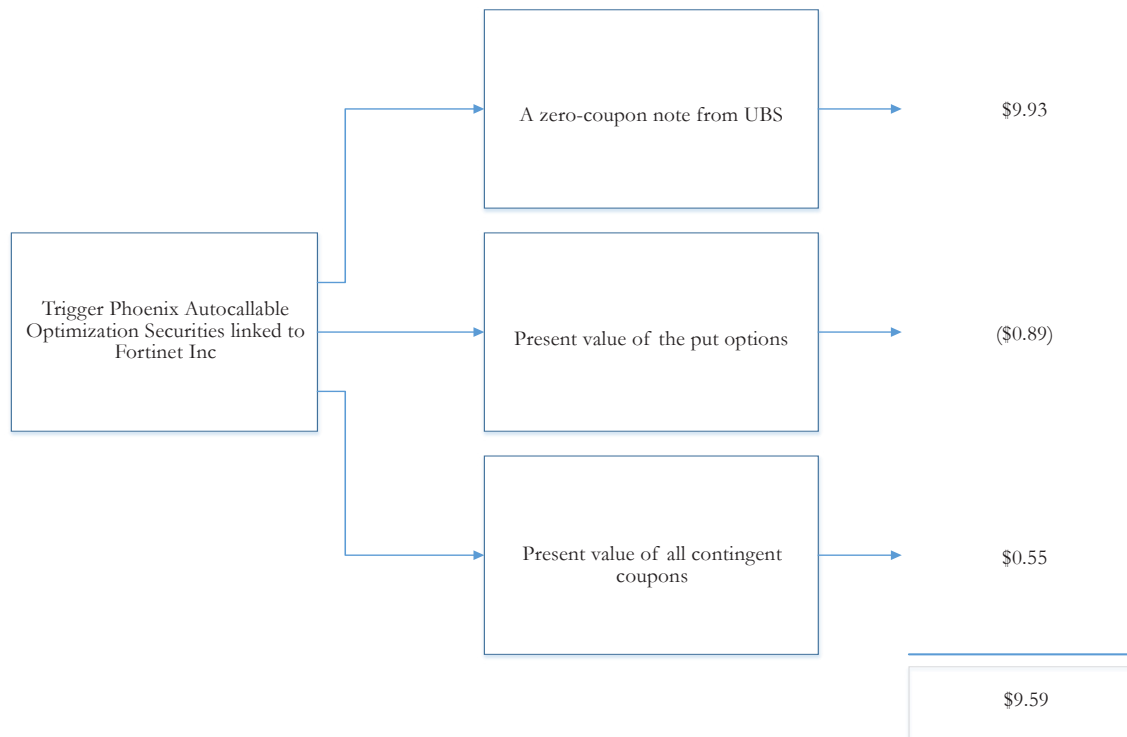 A zero-coupon note from UBS
$9.93
Trigger Phoenix Autocallable
Optimization Securities linked to
Fortinet Inc
Present value of the put options
($0.89)
Present value of all contingent
coupons
$0.55
$9.59